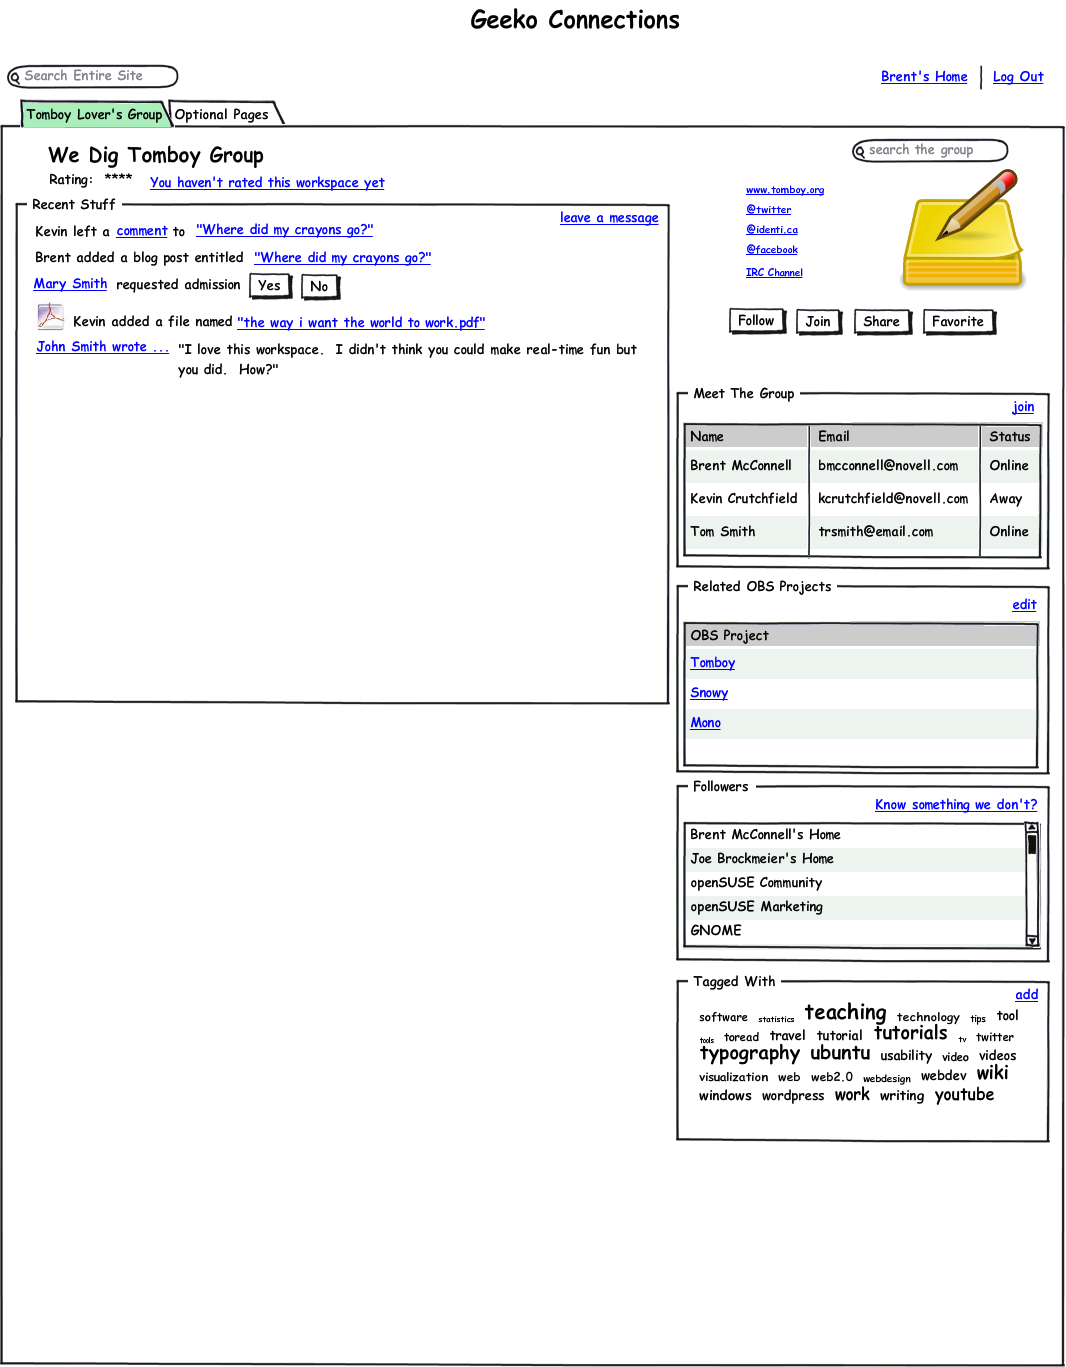 Geeko Connections
Search Entire Site
Brent's Home
Log Out
Tomboy Lover's Group
Optional Pages
We Dig Tomboy Group
Rating: ****
You haven't rated this workspace yet
search the group
Recent Stuff
leave a message
Kevin left a comment to "Where did my crayons go?"
Brent added a blog post entitled "Where did my crayons go?"
Mary Smith requested admission Yes No
Kevin added a file named "the way i want the world to work.pdf"
John Smith wrote ... "I love this workspace. I didn't think you could make real-time fun but
you did. How?"
www.tomboy.org
@twitter
@identi.ca
@facebook
IRC Channel
Follow Join Share Favorite
Meet The Group
join
Name Email Status
Brent McConnell bmcconnell@novell.com Online
Kevin Crutchfield kcrutchfield@novell.com Away
Tom Smith trsmith@email.com Online
Related OBS Projects
edit
OBS Project
Tomboy
Snowy
Mono
Followers
Know something we don't?
Brent McConnell's Home
Joe Brockmeier's Home
openSUSE Community
openSUSE Marketing
GNOME
Tagged With
add
software statistics teaching technology tips tool
tools toread travel tutorial tutorials tv twitter
typography ubuntu usability video videos
visualization web web2.0 webdesign webdev wiki
windows wordpress work writing youtube